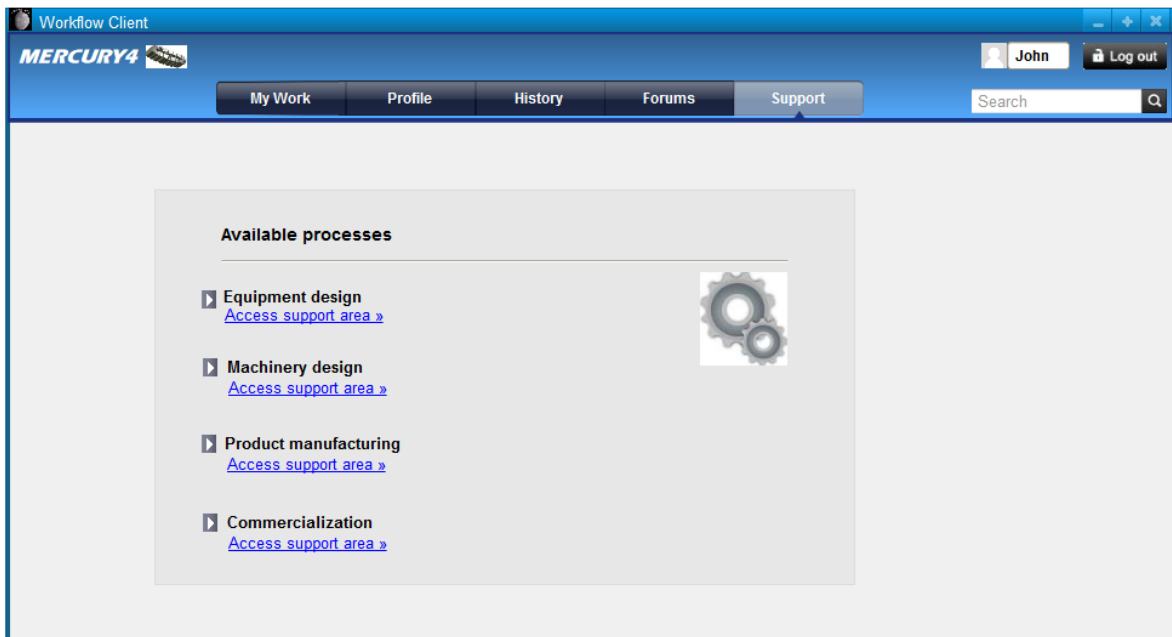 Workflow Client
MERCURY4
John
Log out
My Work Profile History Forums Support
Search
Available processes
Equipment design
Access support area »
Machinery design
Access support area »
Product manufacturing
Access support area »
Commercialization
Access support area »